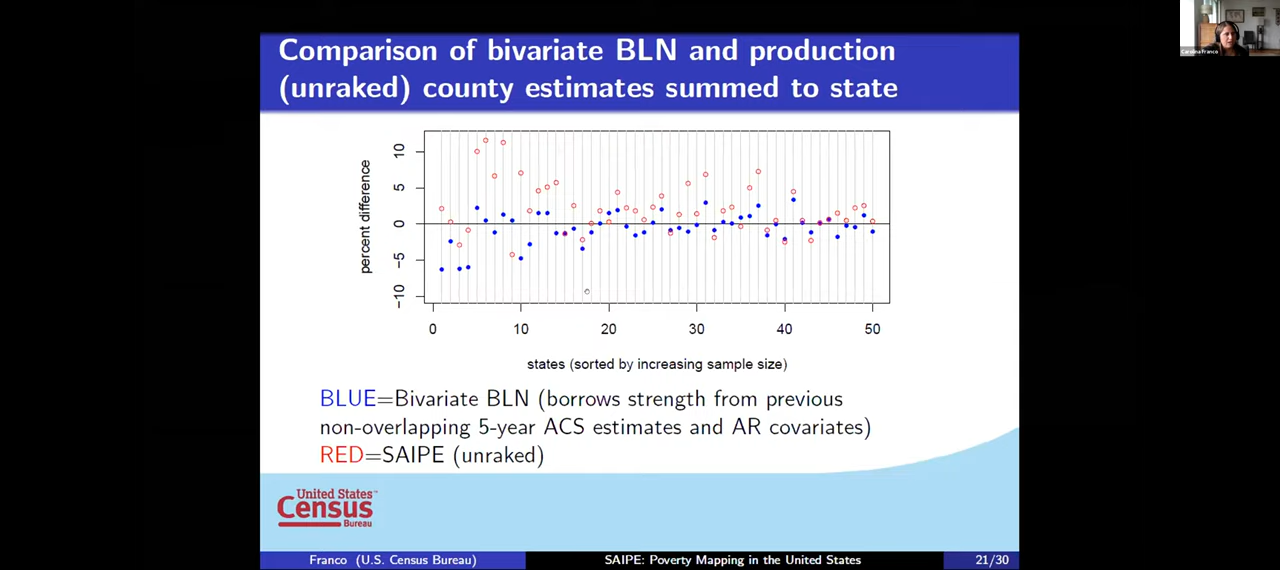 Comparison of bivariate BLN and production
(unraked) county estimates summed to state
percent difference
10
5
0
−5
−10
0 10 20 30 40 50
states (sorted by increasing sample size)
BLUE=Bivariate BLN (borrows strength from previous
non-overlapping 5-year ACS estimates and AR covariates)
RED=SAIPE (unraked)
United States™
Census
Bureau
Franco (U.S. Census Bureau)
SAIPE: Poverty Mapping in the United States
21/30
Carolina Franco